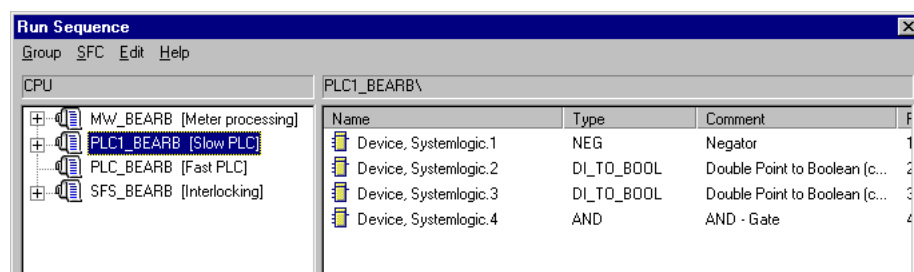 Run Sequence
Group SFC Edit Help
CPU
PLC1_BEARB\
MW_BEARB [Meter processing]
PLC1_BEARB [Slow PLC]
PLC_BEARB [Fast PLC]
SFS_BEARB [Interlocking]
Name Type Comment
Device, Systemlogic.1 NEG Negator 1
Device, Systemlogic.2 DI_TO_BOOL Double Point to Boolean (c... 2
Device, Systemlogic.3 DI_TO_BOOL Double Point to Boolean (c... 3
Device, Systemlogic.4 AND AND - Gate 4